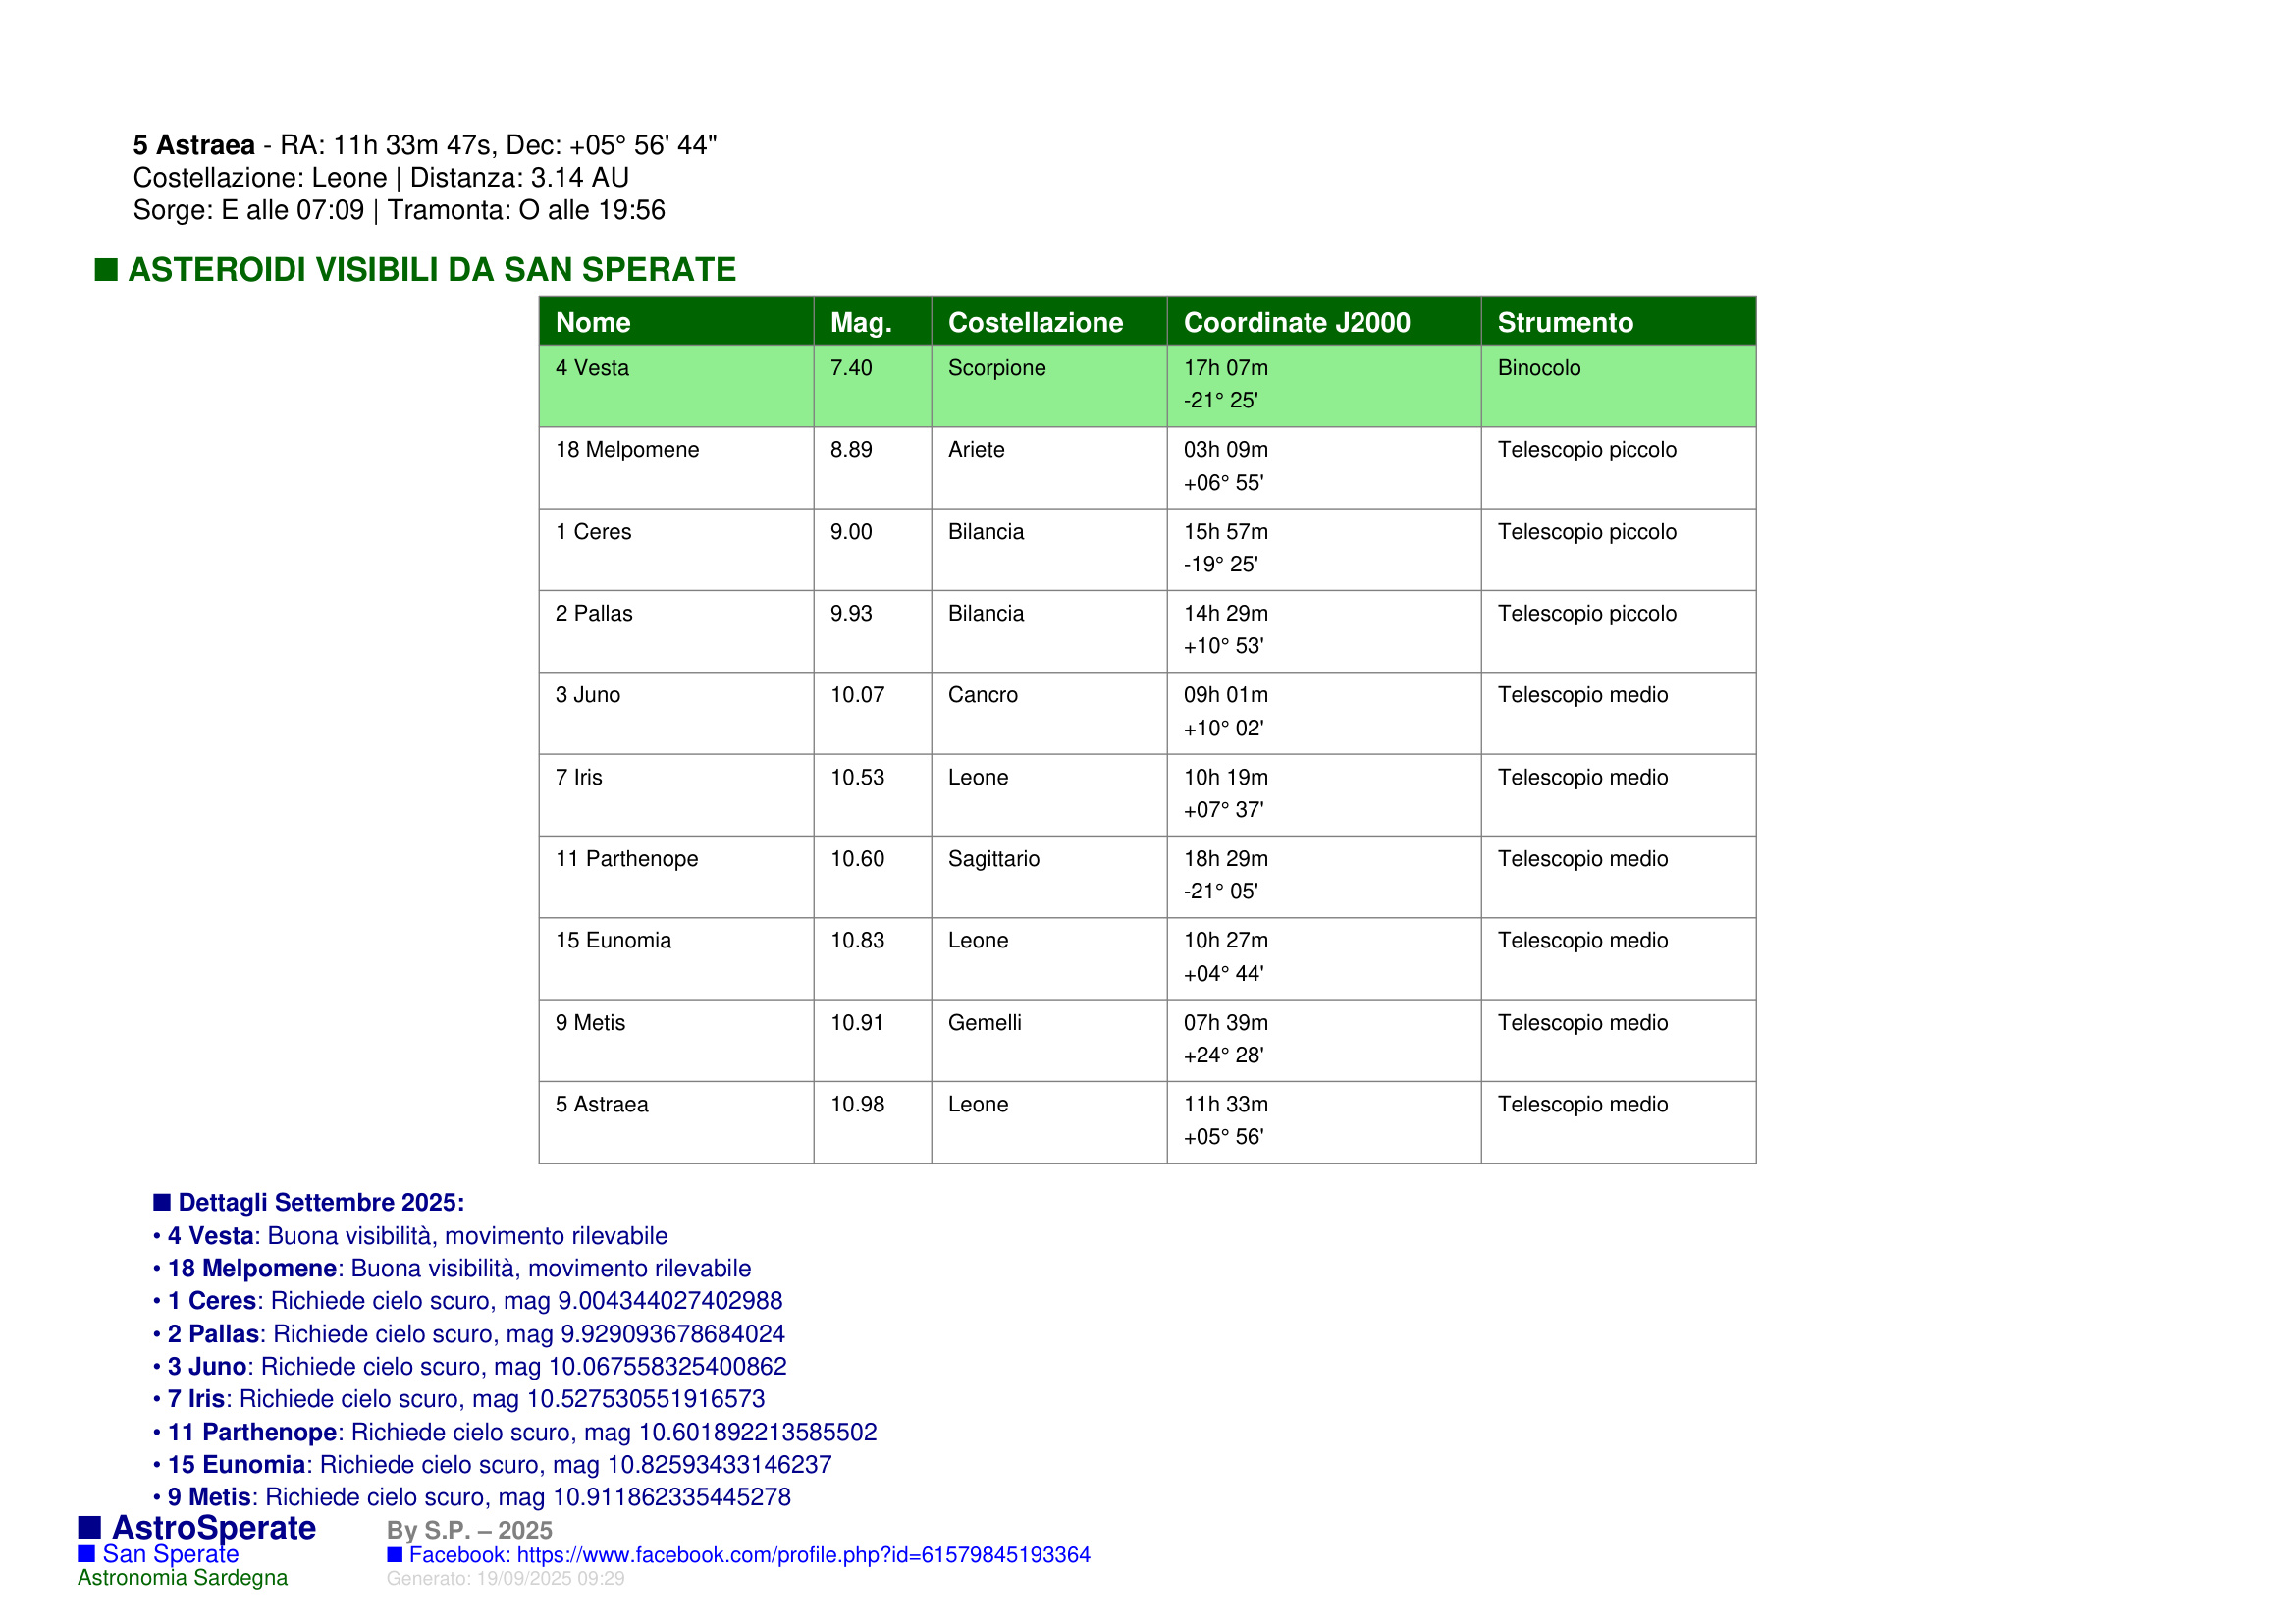 5 Astraea - RA: 11h 33m 47s, Dec: +05° 56' 44"
Costellazione: Leone | Distanza: 3.14 AU
Sorge: E alle 07:09 | Tramonta: O alle 19:56
■ ASTEROIDI VISIBILI DA SAN SPERATE
Nome Mag. Costellazione Coordinate J2000 Strumento
4 Vesta 7.40 Scorpione 17h 07m Binocolo
-21° 25'
18 Melpomene 8.89 Ariete 03h 09m Telescopio piccolo
+06° 55'
1 Ceres 9.00 Bilancia 15h 57m Telescopio piccolo
-19° 25'
2 Pallas 9.93 Bilancia 14h 29m Telescopio piccolo
+10° 53'
3 Juno 10.07 Cancro 09h 01m Telescopio medio
+10° 02'
7 Iris 10.53 Leone 10h 19m Telescopio medio
+07° 37'
11 Parthenope 10.60 Sagittario 18h 29m Telescopio medio
-21° 05'
15 Eunomia 10.83 Leone 10h 27m Telescopio medio
+04° 44'
9 Metis 10.91 Gemelli 07h 39m Telescopio medio
+24° 28'
5 Astraea 10.98 Leone 11h 33m Telescopio medio
+05° 56'
■ Dettagli Settembre 2025:
• 4 Vesta: Buona visibilità, movimento rilevabile
• 18 Melpomene: Buona visibilità, movimento rilevabile
• 1 Ceres: Richiede cielo scuro, mag 9.004344027402988
• 2 Pallas: Richiede cielo scuro, mag 9.929093678684024
• 3 Juno: Richiede cielo scuro, mag 10.067558325400862
• 7 Iris: Richiede cielo scuro, mag 10.527530551916573
• 11 Parthenope: Richiede cielo scuro, mag 10.601892213585502
• 15 Eunomia: Richiede cielo scuro, mag 10.82593433146237
• 9 Metis: Richiede cielo scuro, mag 10.911862335445278
■ AstroSperate By S.P. – 2025
■ San Sperate ■ Facebook: https://www.facebook.com/profile.php?id=61579845193364
Astronomia Sardegna Generato: 19/09/2025 09:29